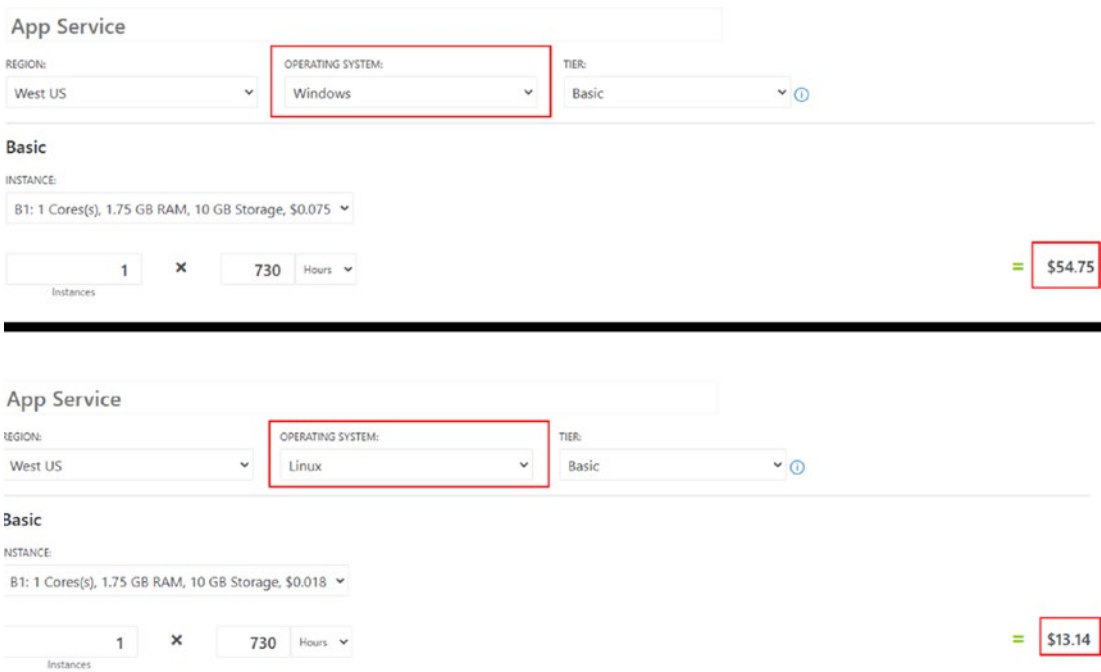 App Service
REGION: OPERATING SYSTEM: TIER:
West US Windows Basic
Basic
INSTANCE:
B1: 1 Cores(s), 1.75 GB RAM, 10 GB Storage, $0.075
1 × 730 Hours = $54.75
Instances
App Service
REGION: OPERATING SYSTEM: TIER:
West US Linux Basic
Basic
INSTANCE:
B1: 1 Cores(s), 1.75 GB RAM, 10 GB Storage, $0.018
1 × 730 Hours = $13.14
Instances